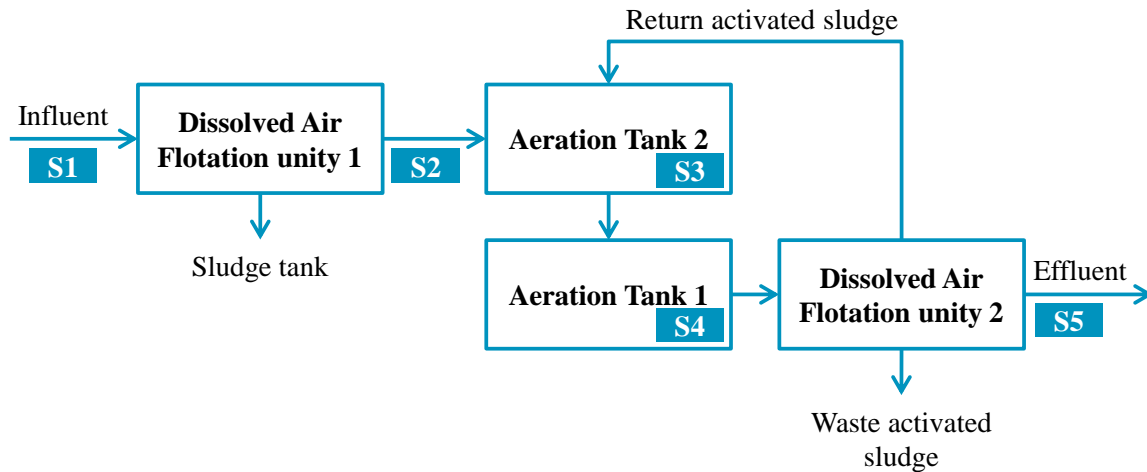 Return activated sludge
Influent
S1
Dissolved Air
Flotation unity 1
S2
Aeration Tank 2
S3
Sludge tank
Aeration Tank 1
S4
Dissolved Air
Flotation unity 2
Effluent
S5
Waste activated
sludge